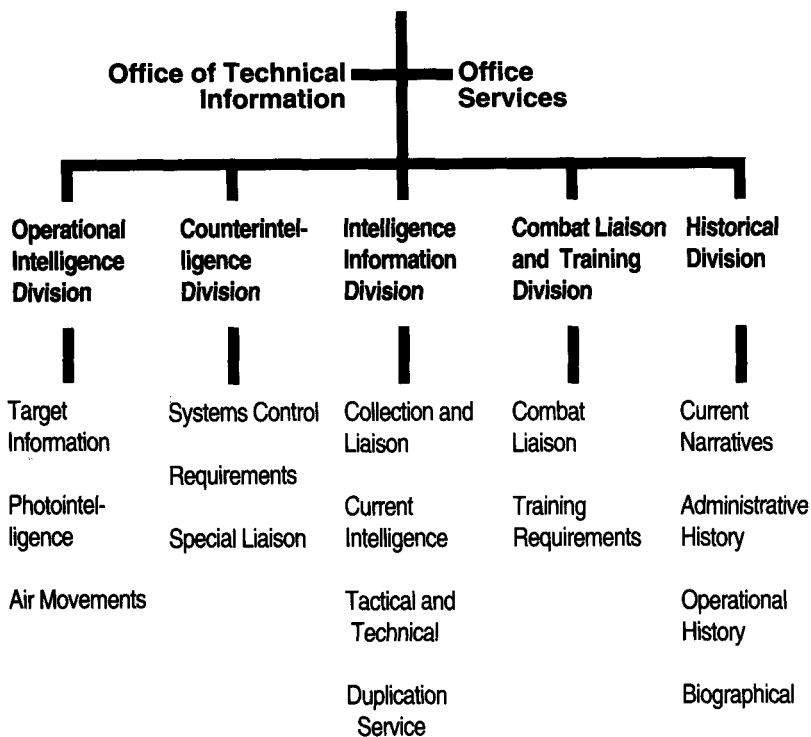 Office of Technical
Information
Office
Services
Operational
Intelligence
Division
Counterintel-
ligence
Division
Intelligence
Information
Division
Combat Liaison
and Training
Division
Historical
Division
Target
Information
Photointel-
ligence
Air Movements
Systems Control
Requirements
Special Liaison
Collection and
Liaison
Current
Intelligence
Tactical and
Technical
Duplication
Service
Combat
Liaison
Training
Requirements
Current
Narratives
Administrative
History
Operational
History
Biographical